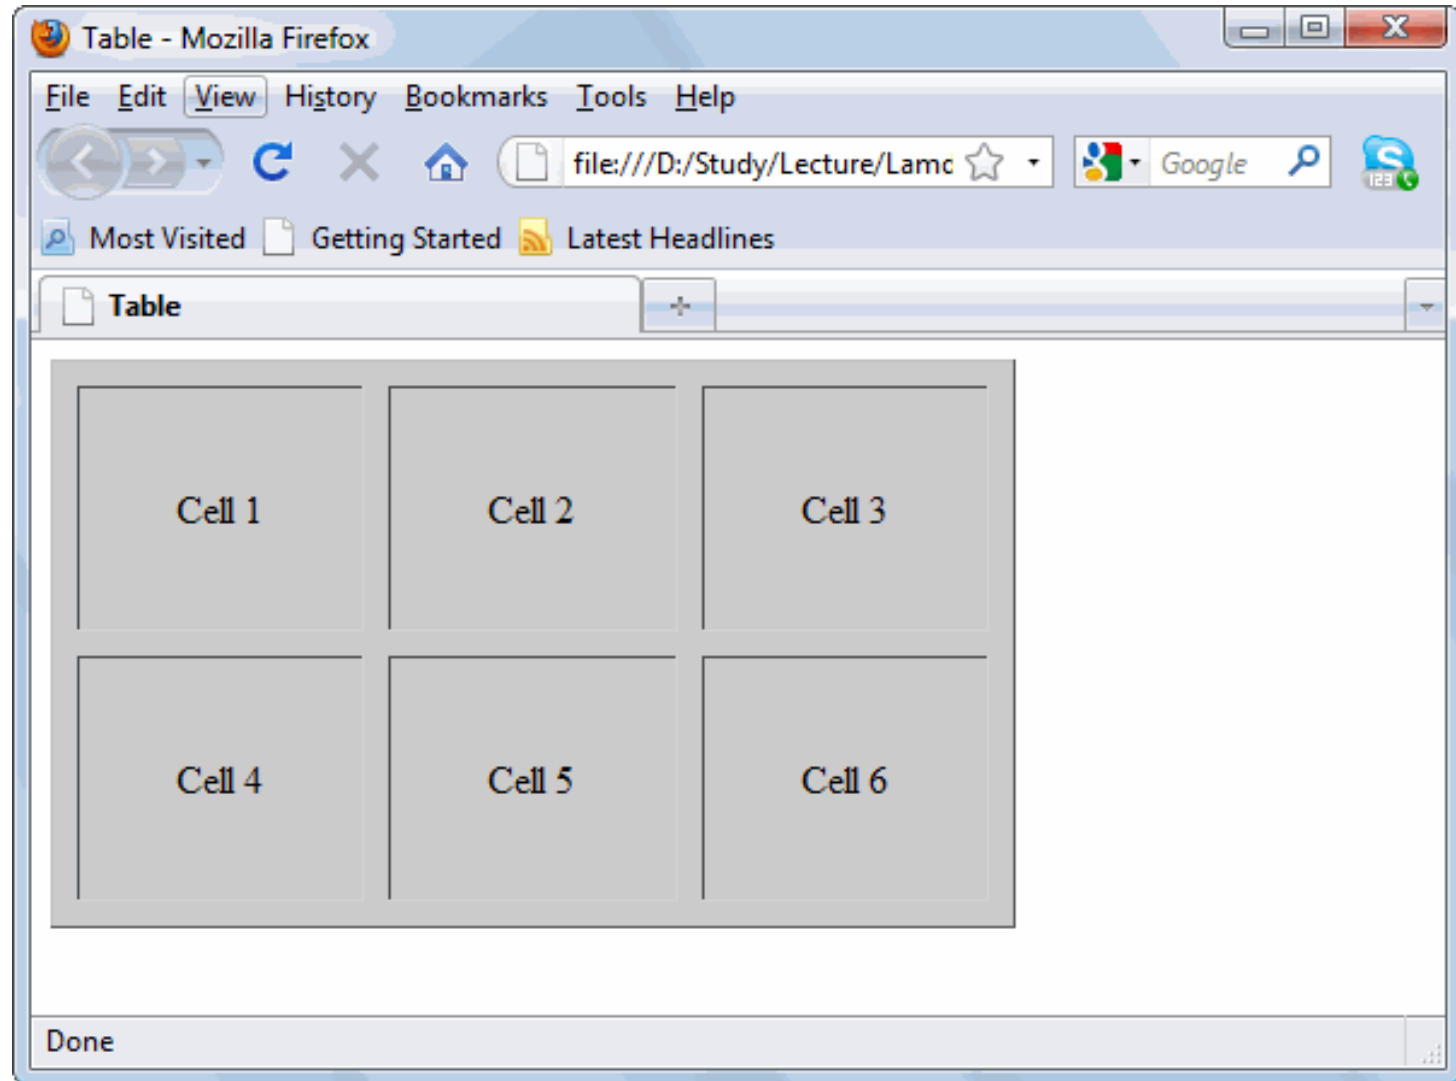 Table - Mozilla Firefox
File Edit View History Bookmarks Tools Help
file:///D:/Study/Lecture/Lamc Google 123
Most Visited Getting Started Latest Headlines
Table
Cell 1 Cell 2 Cell 3
Cell 4 Cell 5 Cell 6
Done